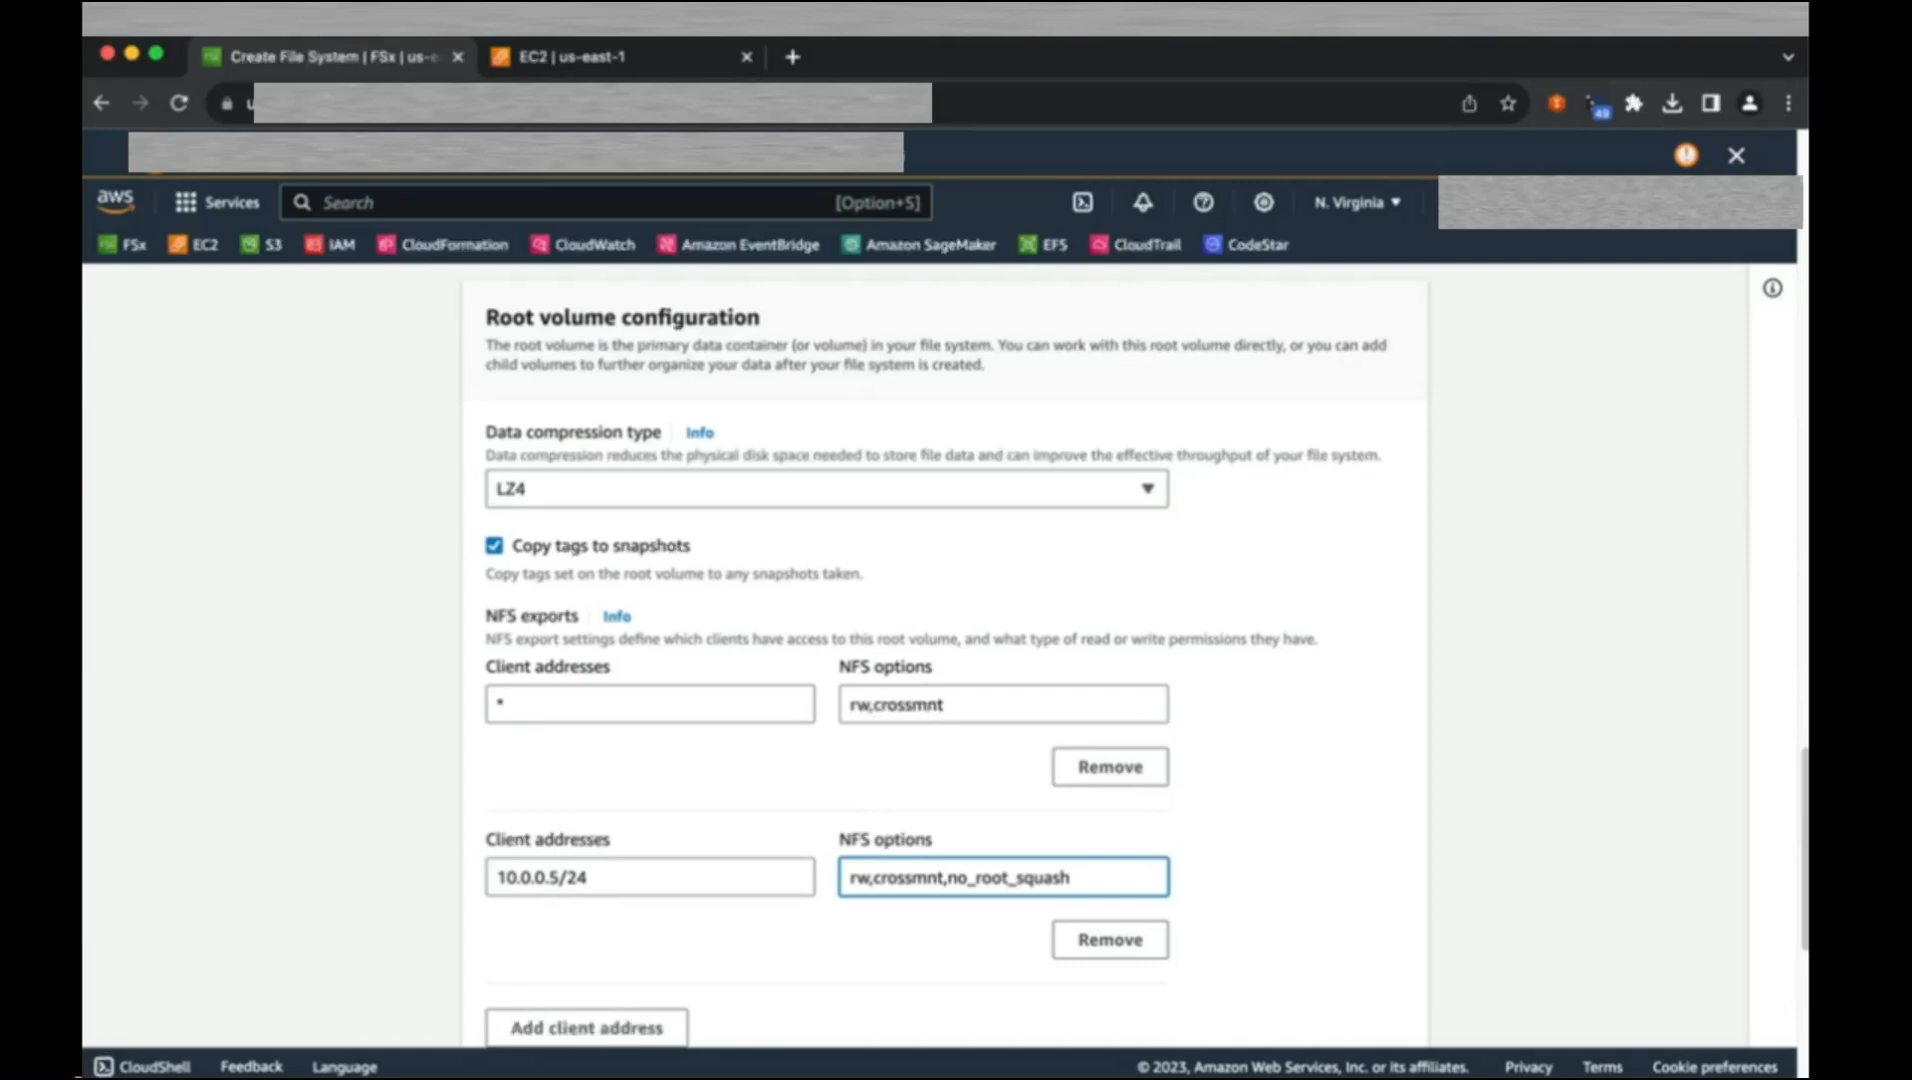 Create File System | FSx | us-e
EC2 | us-east-1
49
aws
Services
Search
[Option+S]
N. Virginia
FSx
EC2
S3
IAM
CloudFormation
CloudWatch
Amazon EventBridge
Amazon SageMaker
EFS
CloudTrail
CodeStar
Root volume configuration
The root volume is the primary data container (or volume) in your file system. You can work with this root volume directly, or you can add
child volumes to further organize your data after your file system is created.
Data compression type Info
Data compression reduces the physical disk space needed to store file data and can improve the effective throughput of your file system.
LZ4
Copy tags to snapshots
Copy tags set on the root volume to any snapshots taken.
NFS exports Info
NFS export settings define which clients have access to this root volume, and what type of read or write permissions they have.
Client addresses
NFS options
*
rw,crossmnt
Remove
Client addresses
NFS options
10.0.0.5/24
rw,crossmnt,no_root_squash
Remove
Add client address
CloudShell
Feedback
Language
© 2023, Amazon Web Services, Inc. or its affiliates.
Privacy
Terms
Cookie preferences